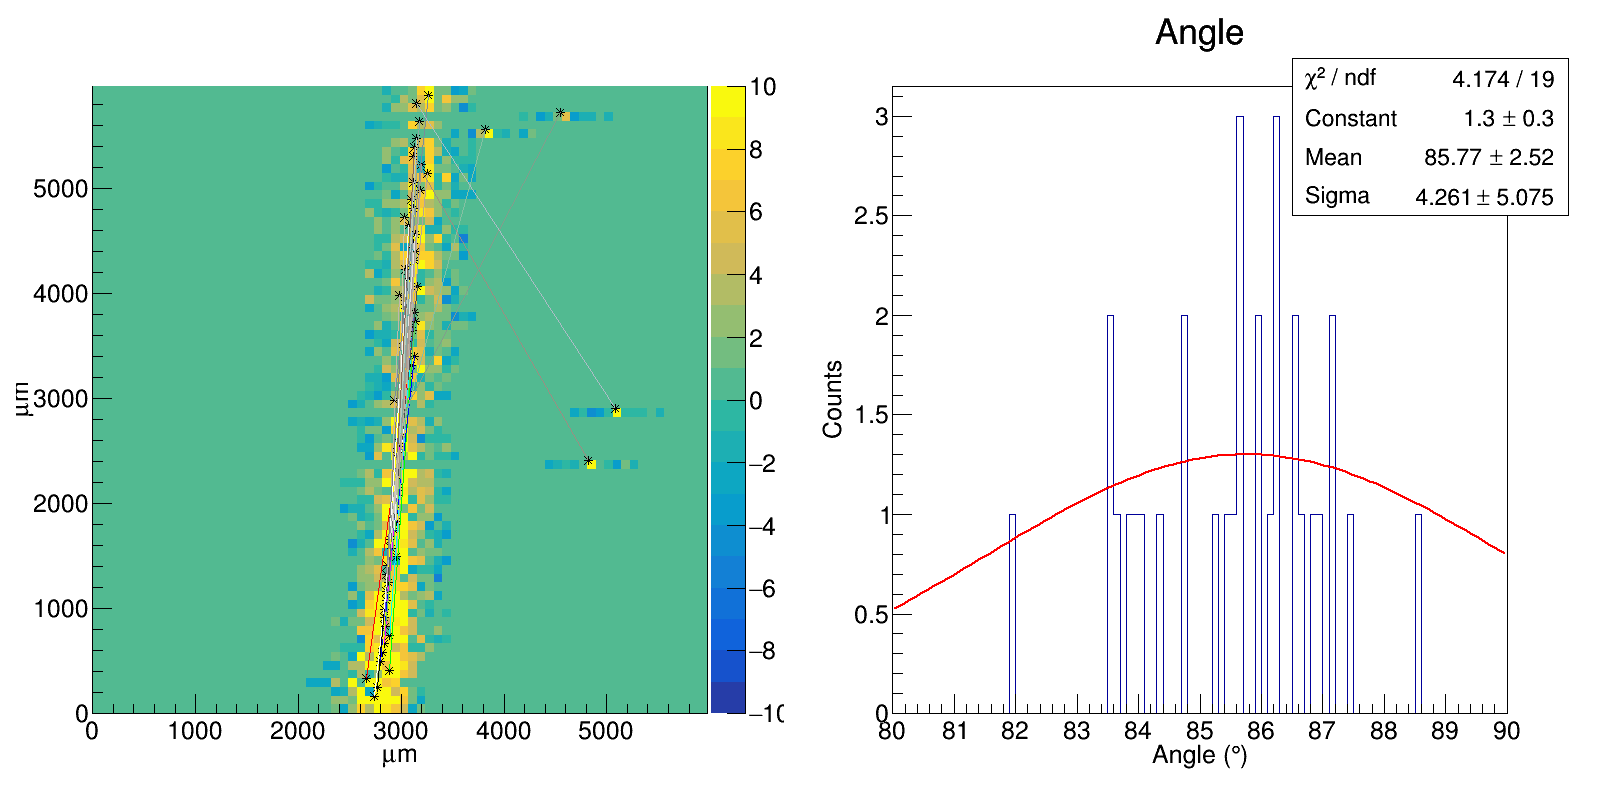 Angle
χ² / ndf 4.174 / 19
Constant 1.3 ± 0.3
Mean 85.77 ± 2.52
Sigma 4.261 ± 5.075
μm
5000
4000
3000
2000
1000
0
0 1000 2000 3000 4000 5000
μm
10
8
6
4
2
0
−2
−4
−6
−8
−10
Counts
3
2.5
2
1.5
1
0.5
0
80 81 82 83 84 85 86 87 88 89 90
Angle (°)